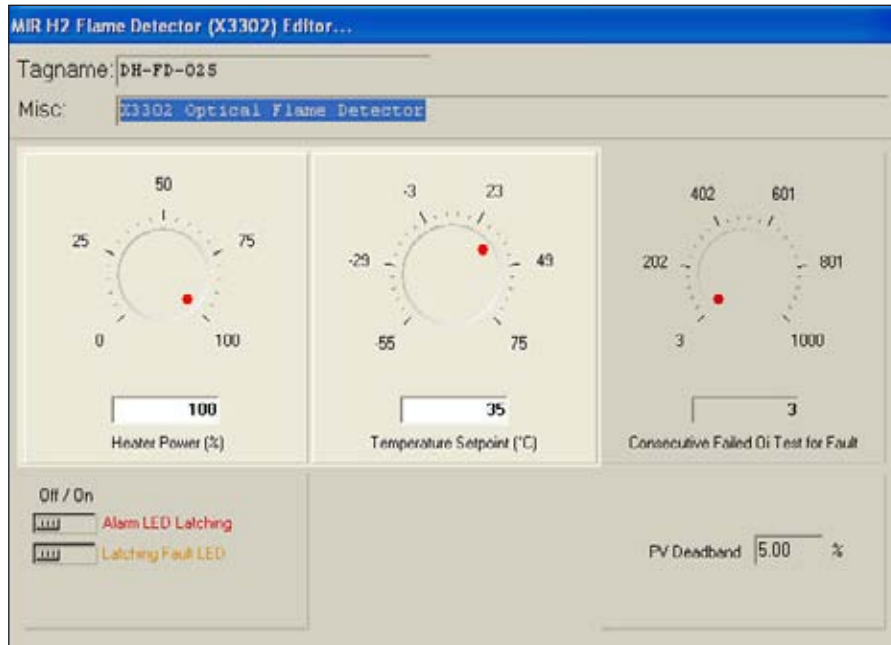 MIR H2 Flame Detector (X3302) Editor...
Tagname: DH-FD-025
Misc: X3302 Optical Flame Detector
50
25 75
0 100
100
Heater Power (%)
-3 23
-29 49
-55 75
35
Temperature Setpoint (°C)
402 601
202 801
3 1000
3
Consecutive Failed Oi Test for Fault
Off / On
Alarm LED Latching
Latching Fault LED
PV Deadband 5.00 %